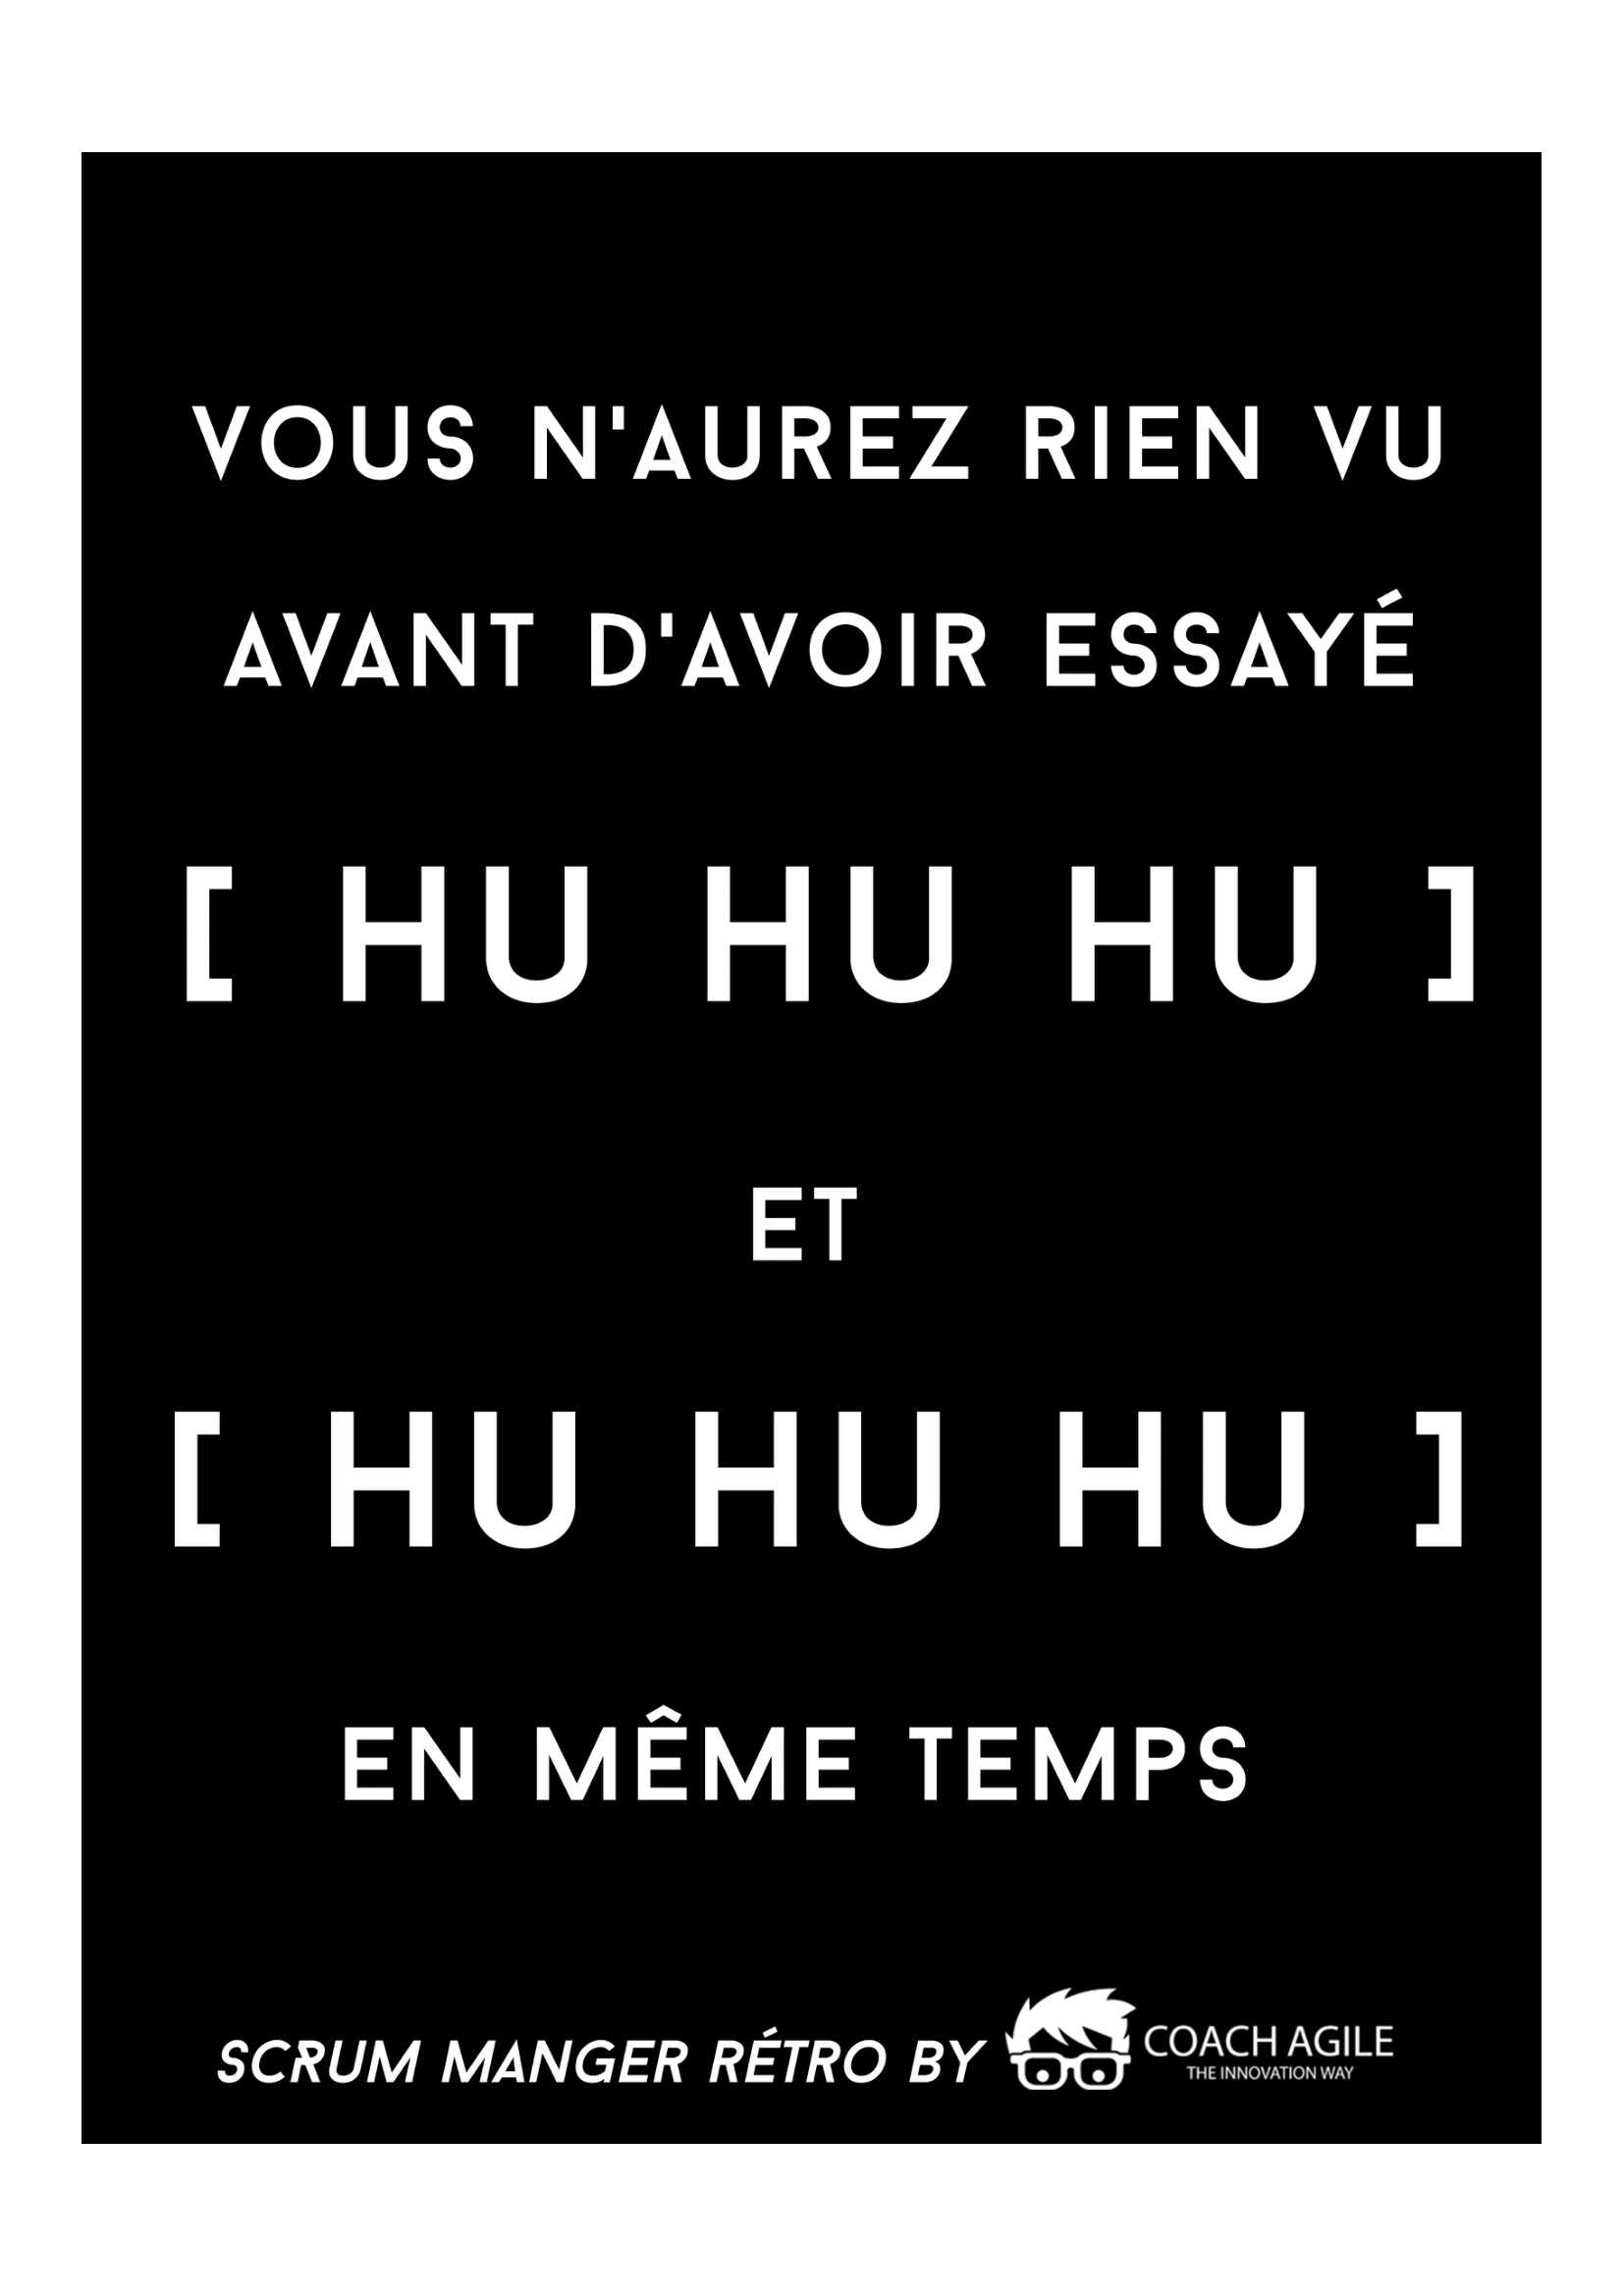 VOUS N'AUREZ RIEN VU
AVANT D'AVOIR ESSAYÉ
[ HU HU HU ]
ET
[ HU HU HU ]
EN MÊME TEMPS
SCRUM MANGER RÉTRO BY COACH AGILE
THE INNOVATION WAY